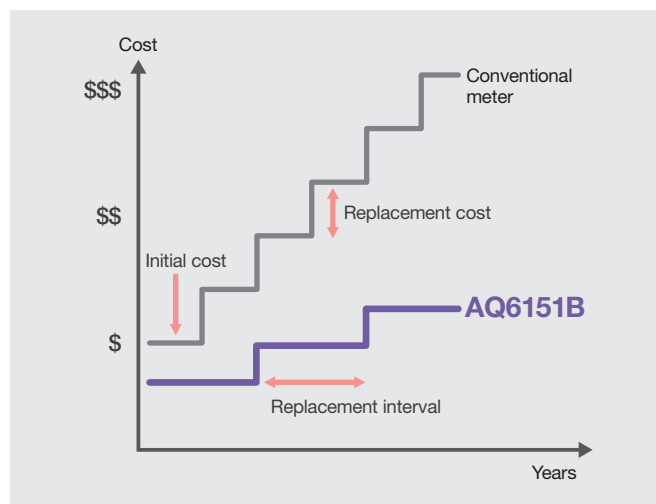 Cost
$$$
Conventional
meter
$$
Replacement cost
Initial cost
AQ6151B
$
Replacement interval
Years